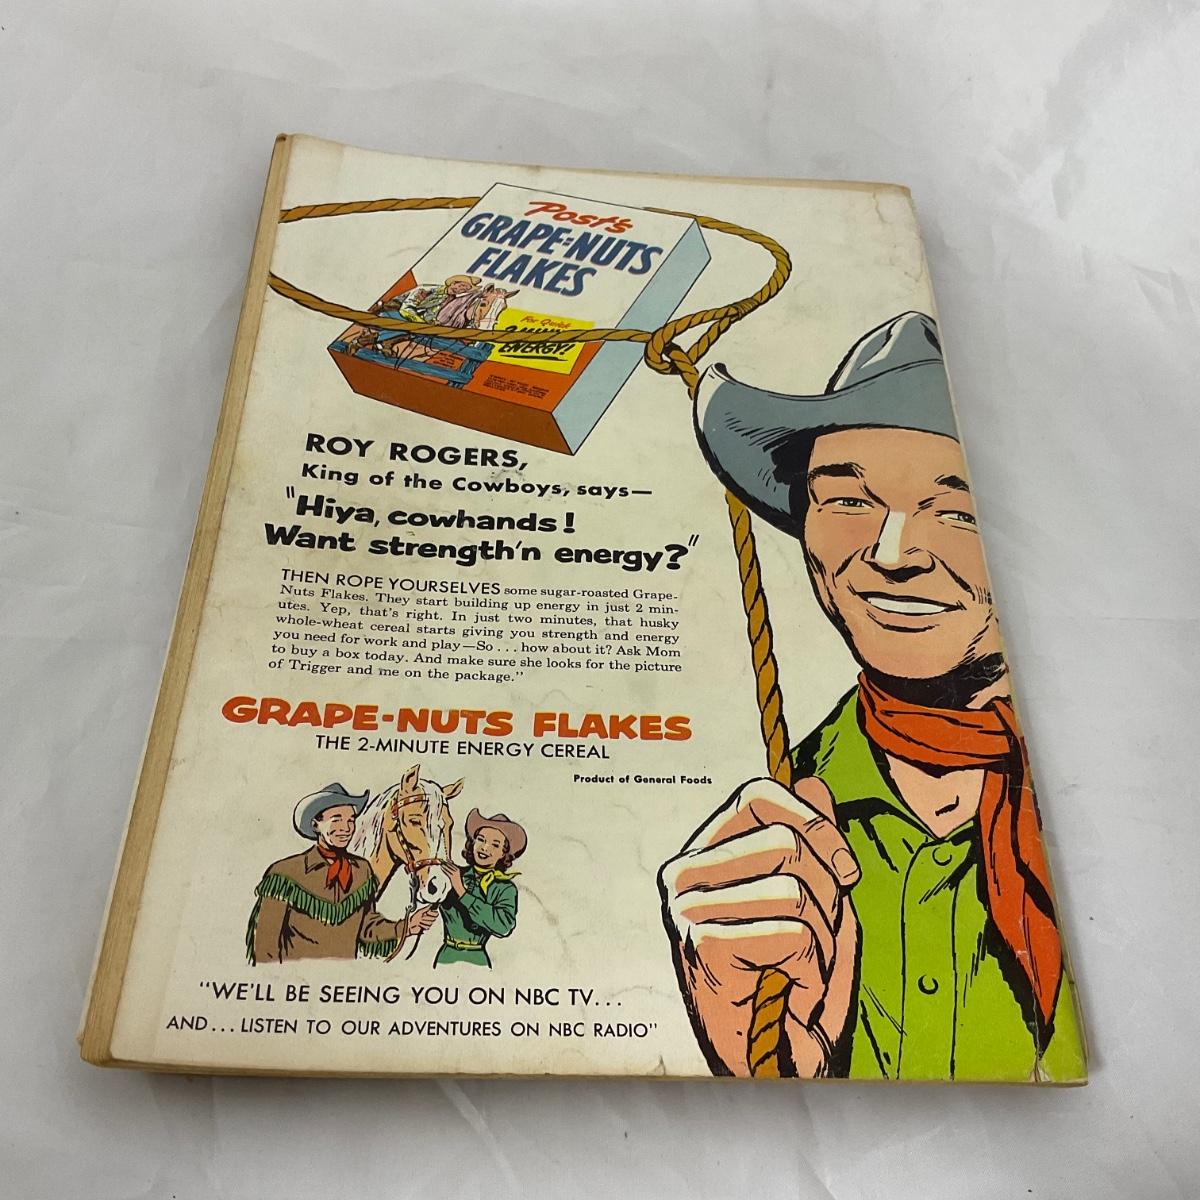 Post's
GRAPE-NUTS
FLAKES
For Quick
ENERGY!
ROY ROGERS,
King of the Cowboys, says—
"Hiya, cowhands!
Want strength'n energy?"
THEN ROPE YOURSELVES some sugar-roasted Grape-
Nuts Flakes. They start building up energy in just 2 min-
utes. Yep, that's right. In just two minutes, that husky
whole-wheat cereal starts giving you strength and energy
you need for work and play—So . . . how about it? Ask Mom
to buy a box today. And make sure she looks for the picture
of Trigger and me on the package."
GRAPE-NUTS FLAKES
THE 2-MINUTE ENERGY CEREAL
Product of General Foods
"WE'LL BE SEEING YOU ON NBC TV...
AND... LISTEN TO OUR ADVENTURES ON NBC RADIO"